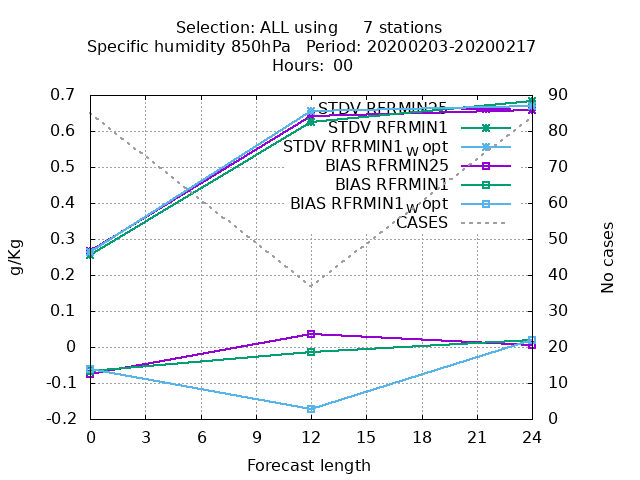 Selection: ALL using 7 stations
Specific humidity 850hPa Period: 20200203-20200217
Hours: 00
0.7
0.6
0.5
0.4
0.3
0.2
0.1
0
-0.1
-0.2
g/Kg
STDV RFRMIN25
STDV RFRMIN1
STDV RFRMIN1W opt
BIAS RFRMIN25
BIAS RFRMIN1
BIAS RFRMIN1W opt
CASES
90
80
70
60
50
40
30
20
10
0
No cases
0 3 6 9 12 15 18 21 24
Forecast length